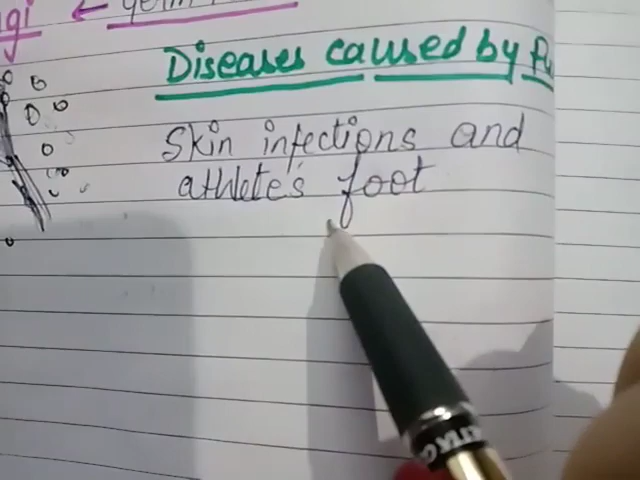 Diseases caused by
Skin infections and
athlete's foot